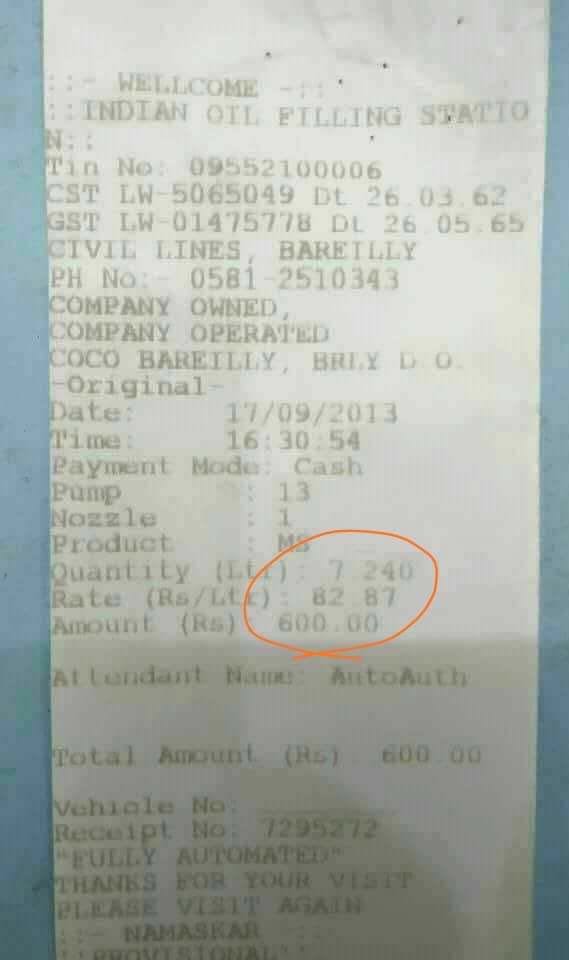 ::- WELLCOME -::
::INDIAN OIL FILLING STATIO
N::
Tin No: 09552100006
CST LW-5065049 Dt 26.03.62
GST LW-01475778 Dt 26.05.65
CIVIL LINES, BAREILLY
PH No:- 0581-2510343
COMPANY OWNED,
COMPANY OPERATED
COCO BAREILLY, BRLY D.O.
-Original-
Date: 17/09/2013
Time: 16:30:54
Payment Mode: Cash
Pump : 13
Nozzle : 1
Product : MS
Quantity (Ltr): 7.240
Rate (Rs/Ltr): 82.87
Amount (Rs): 600.00
Attendant Name: AutoAuth
Total Amount (Rs): 600.00
Vehicle No:
Receipt No: 7295272
"FULLY AUTOMATED"
THANKS FOR YOUR VISIT
PLEASE VISIT AGAIN
::- NAMASKAR -::
::PROVISIONAL::